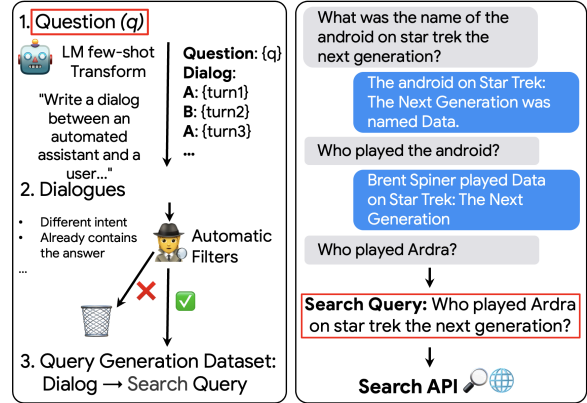 1. Question (q)
LM few-shot
Transform
"Write a dialog
between an
automated
assistant and a
user..."
Question: {q}
Dialog:
A: {turn1}
B: {turn2}
A: {turn3}
...
2. Dialogues
• Different intent
• Already contains
the answer
...
Automatic
Filters
3. Query Generation Dataset:
Dialog → Search Query
What was the name of the
android on star trek the
next generation?
The android on Star Trek:
The Next Generation was
named Data.
Who played the android?
Brent Spiner played Data
on Star Trek: The Next
Generation
Who played Ardra?
Search Query: Who played Ardra
on star trek the next generation?
Search API